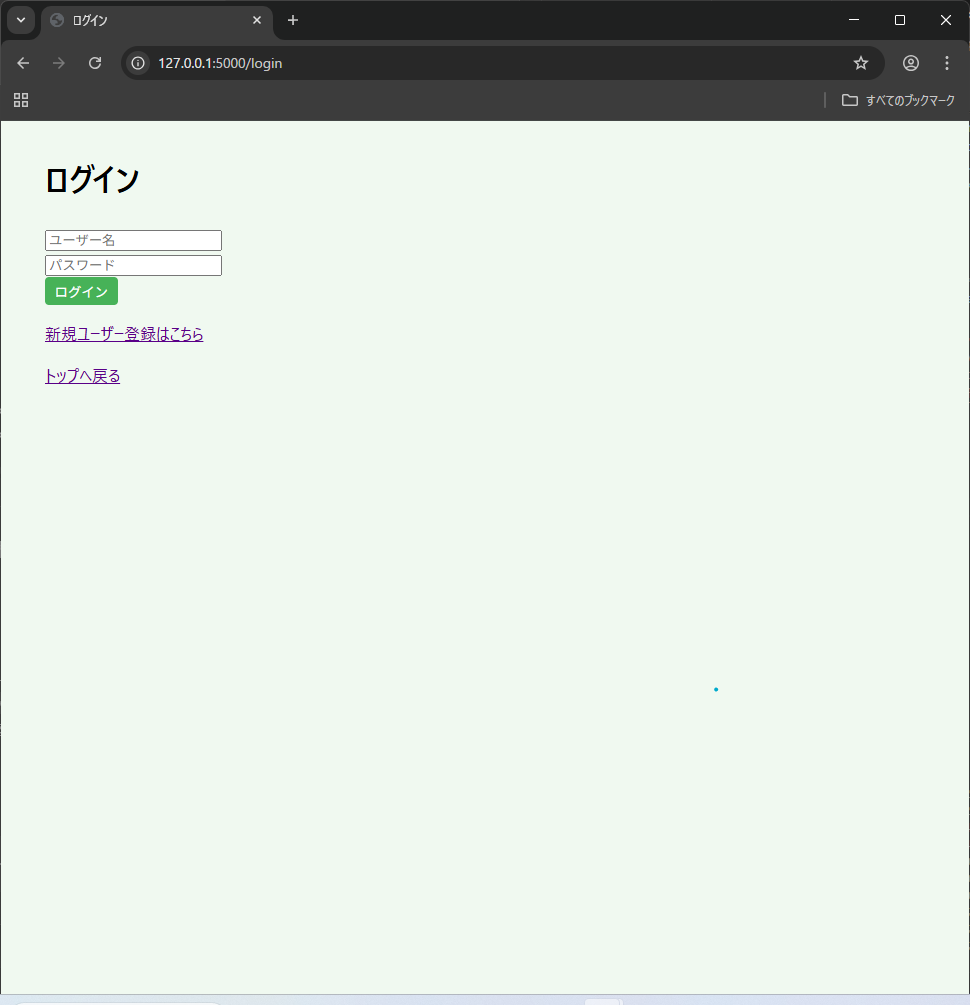 ログイン
127.0.0.1:5000/login
すべてのブックマーク
ログイン
ユーザー名
パスワード
ログイン
新規ユーザー登録はこちら
トップへ戻る